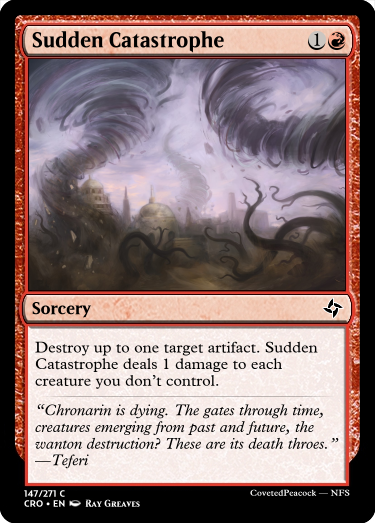 Sudden Catastrophe 1
Sorcery
Destroy up to one target artifact. Sudden
Catastrophe deals 1 damage to each
creature you don’t control.
“Chronarin is dying. The gates through time,
creatures emerging from past and future, the
wanton destruction? These are its death throes.”
—Teferi
147/271 C
CRO • EN Ray Greaves CovetedPeacock — NFS